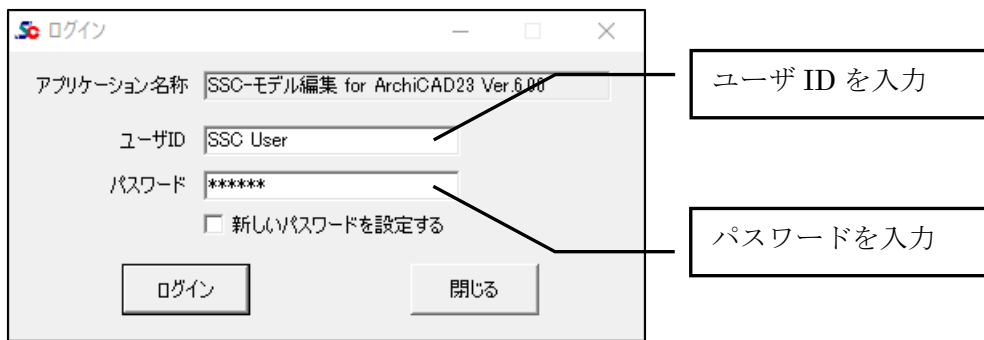 Sc ログイン
アプリケーション名称 SSC-モデル編集 for ArchiCAD23 Ver.6.00
ユーザ ID を入力
ユーザID SSC User
パスワード ******
新しいパスワードを設定する
パスワードを入力
ログイン 閉じる